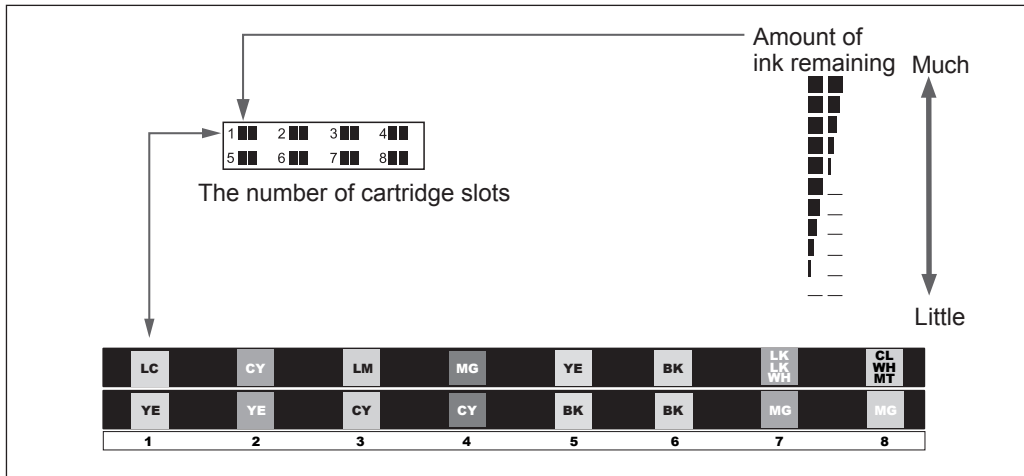 Amount of
ink remaining
Much
1 2 3 4
5 6 7 8
The number of cartridge slots
Little
LC CY LM MG YE BK LK CL
LK WH
WH MT
YE YE CY CY BK BK MG MG
1 2 3 4 5 6 7 8